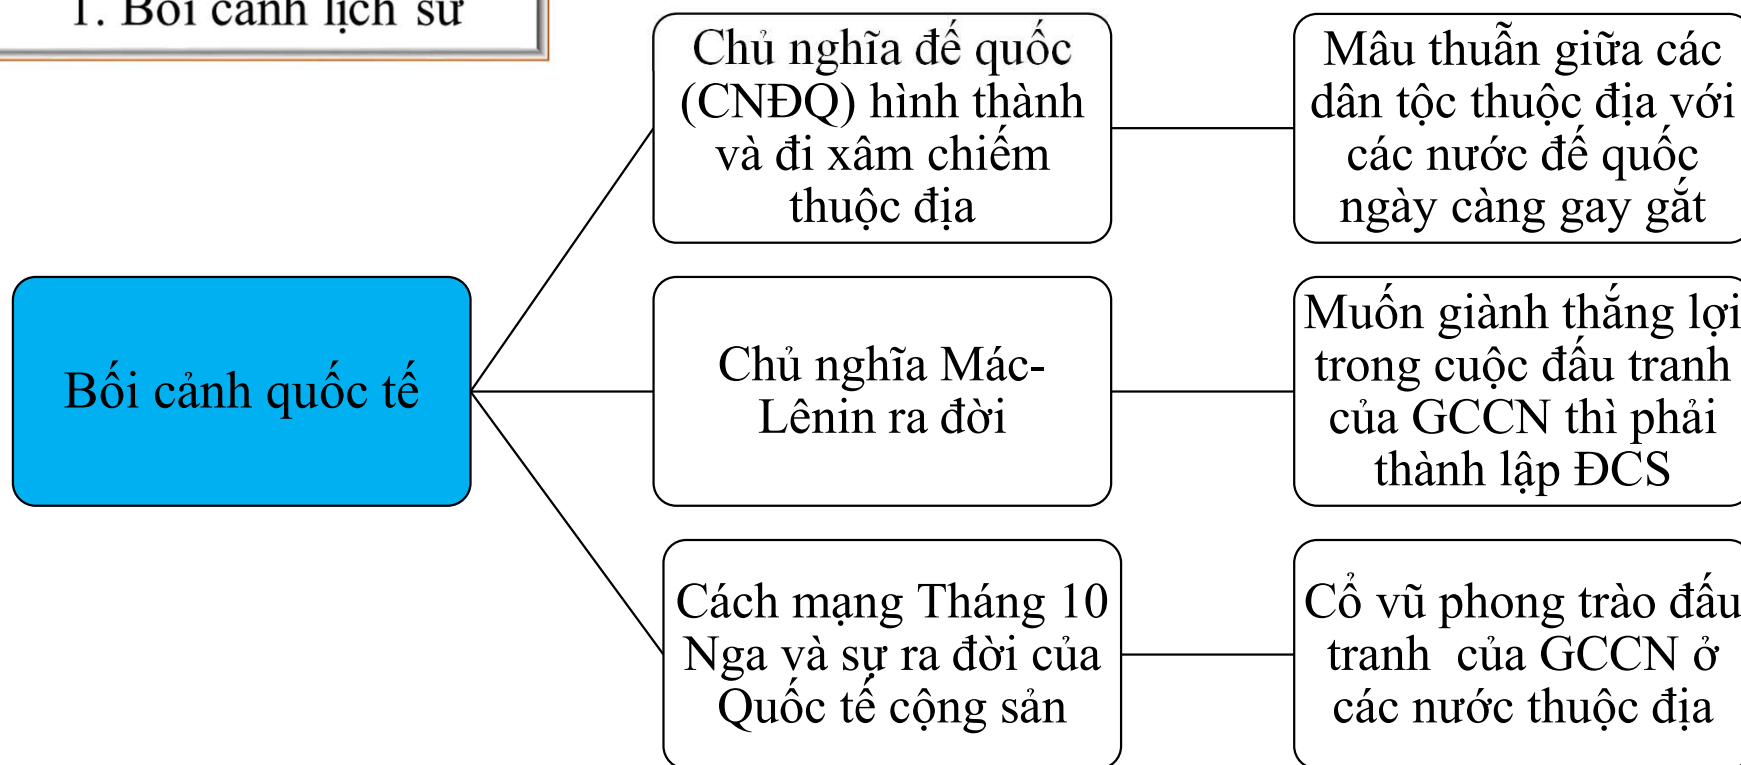 1. Bối cảnh lịch sử
Chủ nghĩa đế quốc
(CNĐQ) hình thành
và đi xâm chiếm
thuộc địa
Mâu thuẫn giữa các
dân tộc thuộc địa với
các nước đế quốc
ngày càng gay gắt
Bối cảnh quốc tế
Chủ nghĩa Mác-
Lênin ra đời
Muốn giành thắng lợi
trong cuộc đấu tranh
của GCCN thì phải
thành lập ĐCS
Cách mạng Tháng 10
Nga và sự ra đời của
Quốc tế cộng sản
Cổ vũ phong trào đấu
tranh  của GCCN ở
các nước thuộc địa